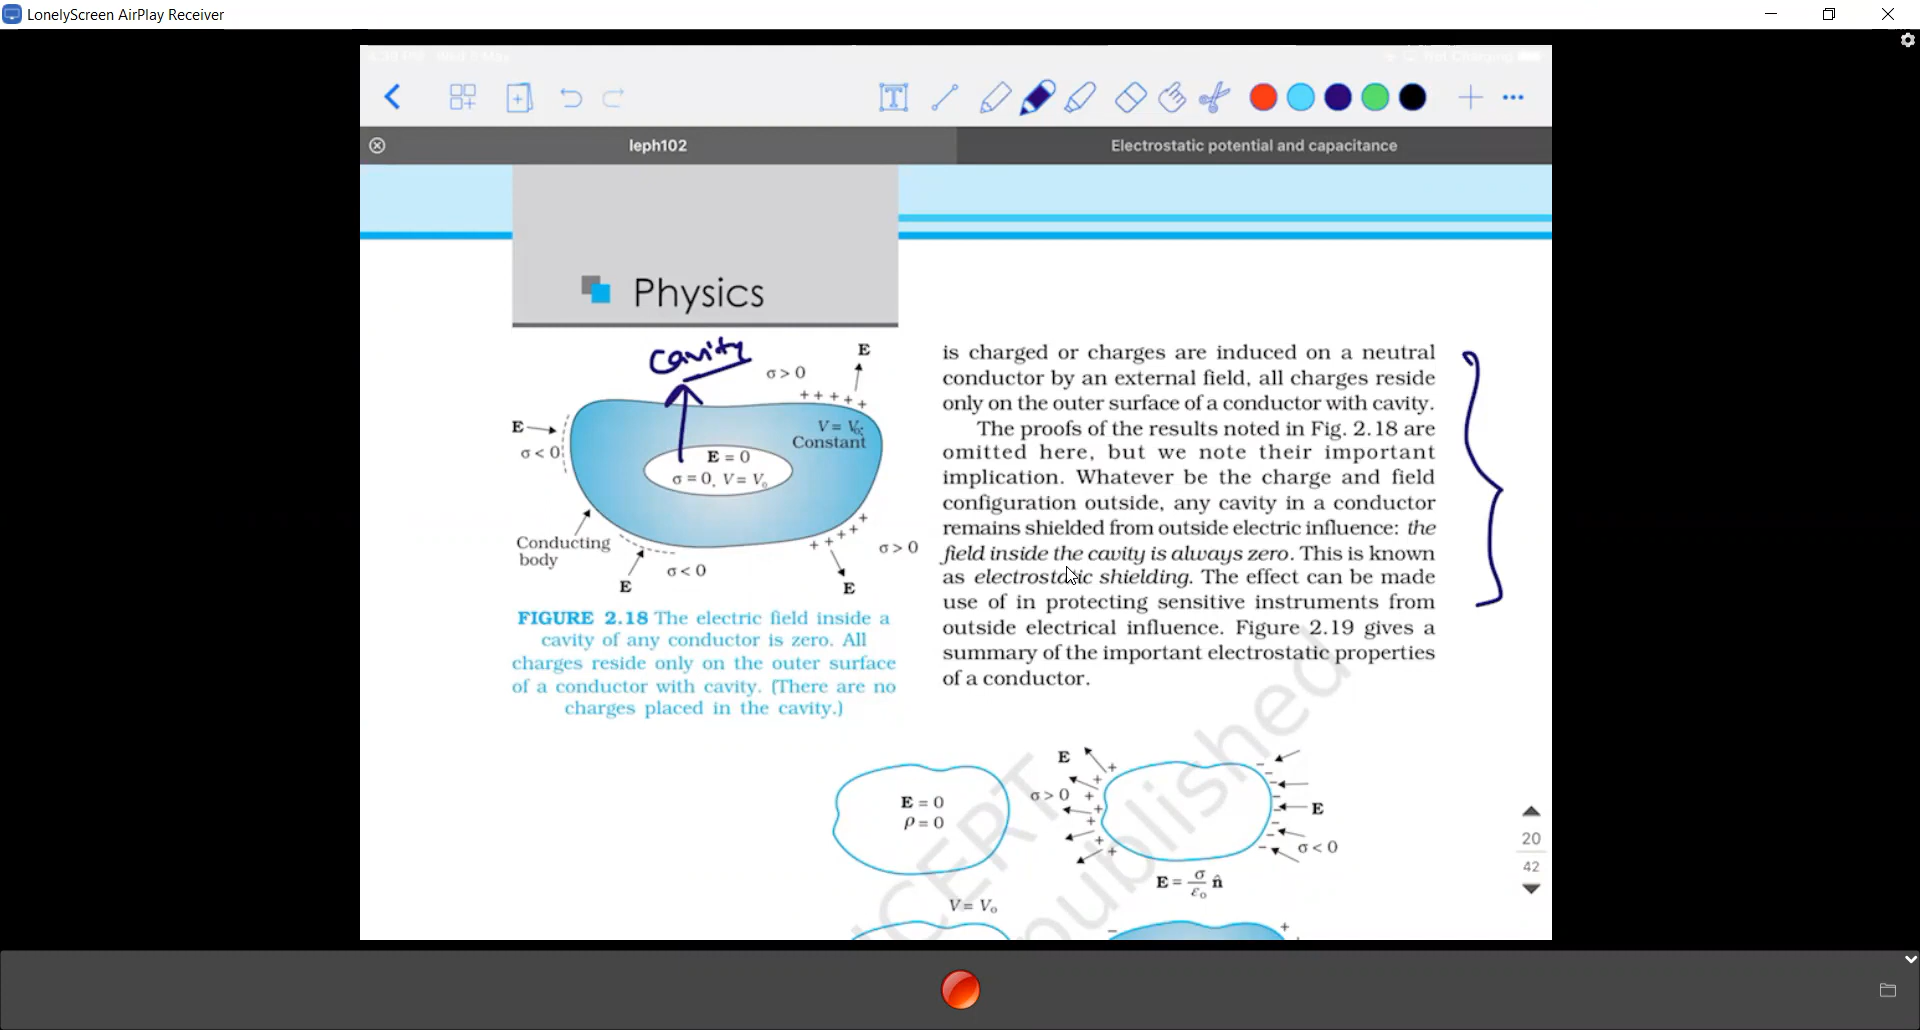 LonelyScreen AirPlay Receiver
leph102
Electrostatic potential and capacitance
Physics
cavity
E
σ > 0
+ + + + +
E
σ < 0
V = V₀
Constant
E = 0
σ = 0, V = V₀
Conducting
body
σ < 0
E
+ + + + +
σ > 0
E
FIGURE 2.18 The electric field inside a
cavity of any conductor is zero. All
charges reside only on the outer surface
of a conductor with cavity. (There are no
charges placed in the cavity.)
is charged or charges are induced on a neutral
conductor by an external field, all charges reside
only on the outer surface of a conductor with cavity.
The proofs of the results noted in Fig. 2.18 are
omitted here, but we note their important
implication. Whatever be the charge and field
configuration outside, any cavity in a conductor
remains shielded from outside electric influence: the
field inside the cavity is always zero. This is known
as electrostatic shielding. The effect can be made
use of in protecting sensitive instruments from
outside electrical influence. Figure 2.19 gives a
summary of the important electrostatic properties
of a conductor.
E = 0
ρ = 0
E
σ > 0
E
σ < 0
E = σ/ε₀ n̂
V = V₀
20
42
NCERT
published